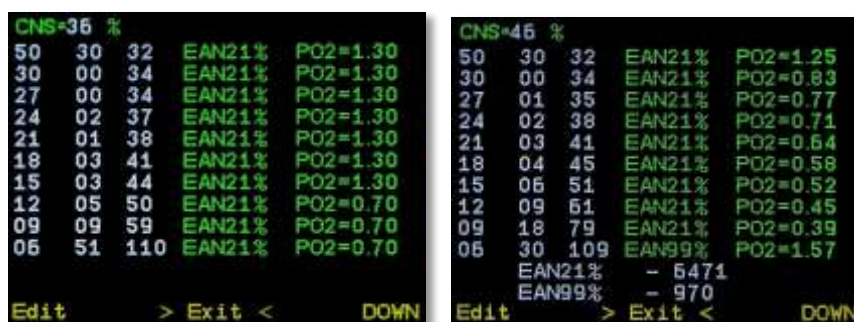 CNS=36 %
50 30 32 EAN21% PO2=1.30
30 00 34 EAN21% PO2=1.30
27 00 34 EAN21% PO2=1.30
24 02 37 EAN21% PO2=1.30
21 01 38 EAN21% PO2=1.30
18 03 41 EAN21% PO2=1.30
15 03 44 EAN21% PO2=1.30
12 05 50 EAN21% PO2=0.70
09 09 59 EAN21% PO2=0.70
06 51 110 EAN21% PO2=0.70
Edit > Exit < DOWN
CNS=46 %
50 30 32 EAN21% PO2=1.25
30 00 34 EAN21% PO2=0.83
27 01 35 EAN21% PO2=0.77
24 02 38 EAN21% PO2=0.71
21 03 41 EAN21% PO2=0.64
18 04 45 EAN21% PO2=0.58
15 06 51 EAN21% PO2=0.52
12 09 61 EAN21% PO2=0.45
09 18 79 EAN21% PO2=0.39
06 30 109 EAN99% PO2=1.57
EAN21% - 6471
EAN99% - 970
Edit > Exit < DOWN